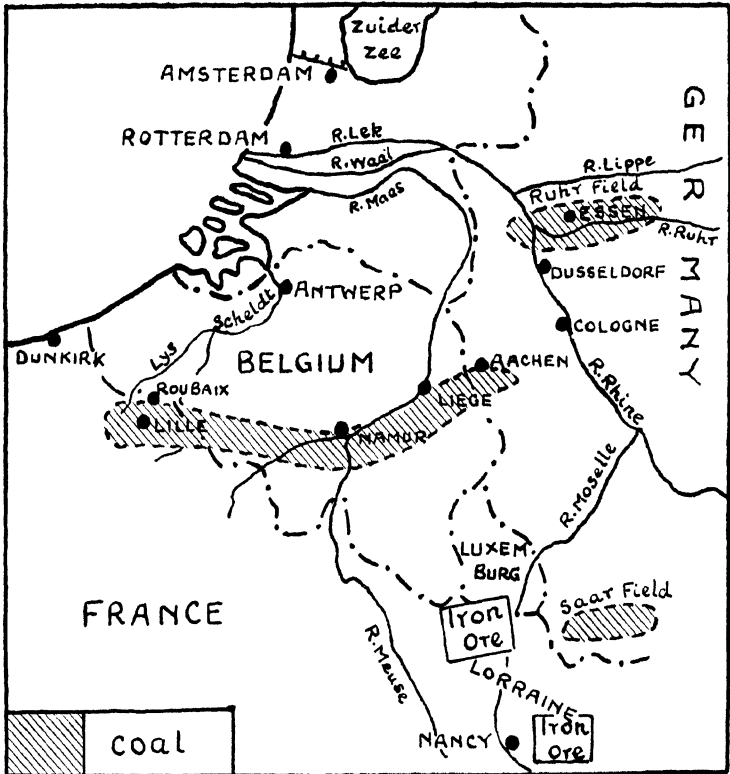 Zuider
Zee
AMSTERDAM
GERMANY
ROTTERDAM
R.Lek
R.Waal
R.Lippe
R.Maas
Ruhr Field
ESSEN
R.Ruhr
DUSSELDORF
ANTWERP
Scheldt
COLOGNE
DUNKIRK
Lys
BELGIUM
AACHEN
ROUBAIX
LIEGE
R.Rhine
LILLE
NAMUR
R.Moselle
LUXEM
BURG
Saar Field
FRANCE
Iron
Ore
R.Meuse
LORRAINE
NANCY
Iron
Ore
coal